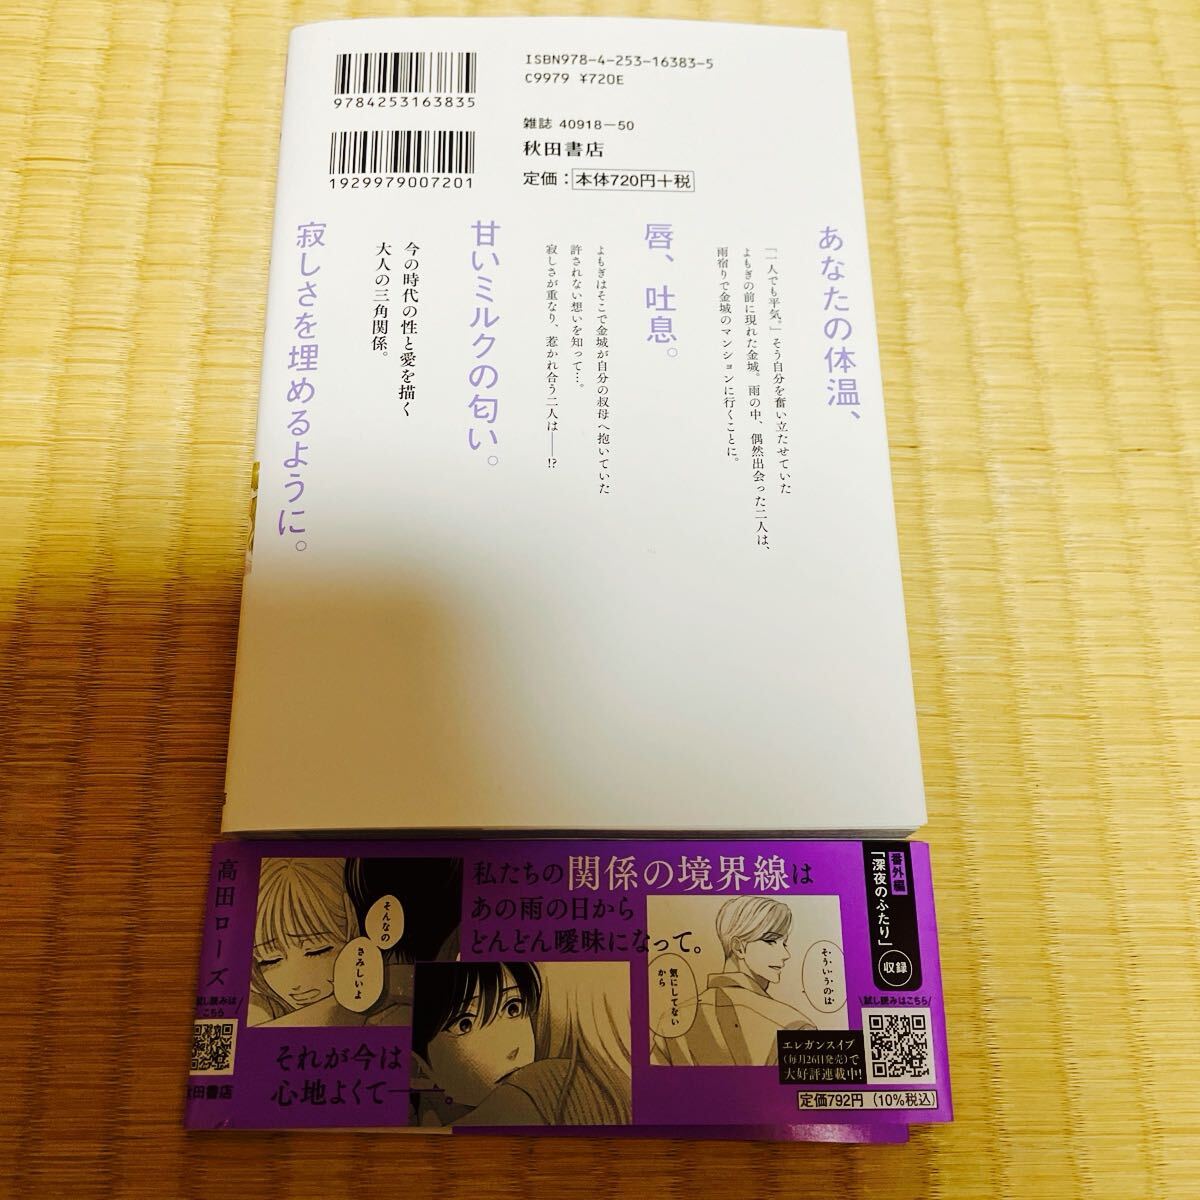 9784253163835
ISBN978-4-253-16383-5
C9979 ¥720E
1929979007201
雑誌 40918-50
秋田書店
定価：本体720円+税
あなたの体温、
「一人でも平気。」そう自分を奮い立たせていた
よもぎの前に現れた金城。雨の中、偶然出会った二人は、
雨宿りで金城のマンションに行くことに。
唇、吐息。
よもぎはそこで金城が自分の叔母へ抱いていた
許されない想いを知って…。
寂しさが重なり、惹かれ合う二人は――!?
甘いミルクの匂い。
今の時代の性と愛を描く
大人の三角関係。
寂しさを埋めるように。
番外編
「深夜のふたり」
収録
私たちの関係の境界線は
あの雨の日から
どんどん曖昧になって。
そういうのは
気にしてない
から
そんなの
さみしいよ
それが今は
心地よくて――。
\試し読みはこちら/
エレガンスイブ
(毎月26日発売)で
大好評連載中!
定価792円 (10%税込)
高田ローズ
試し読みは
こちら/
秋田書店